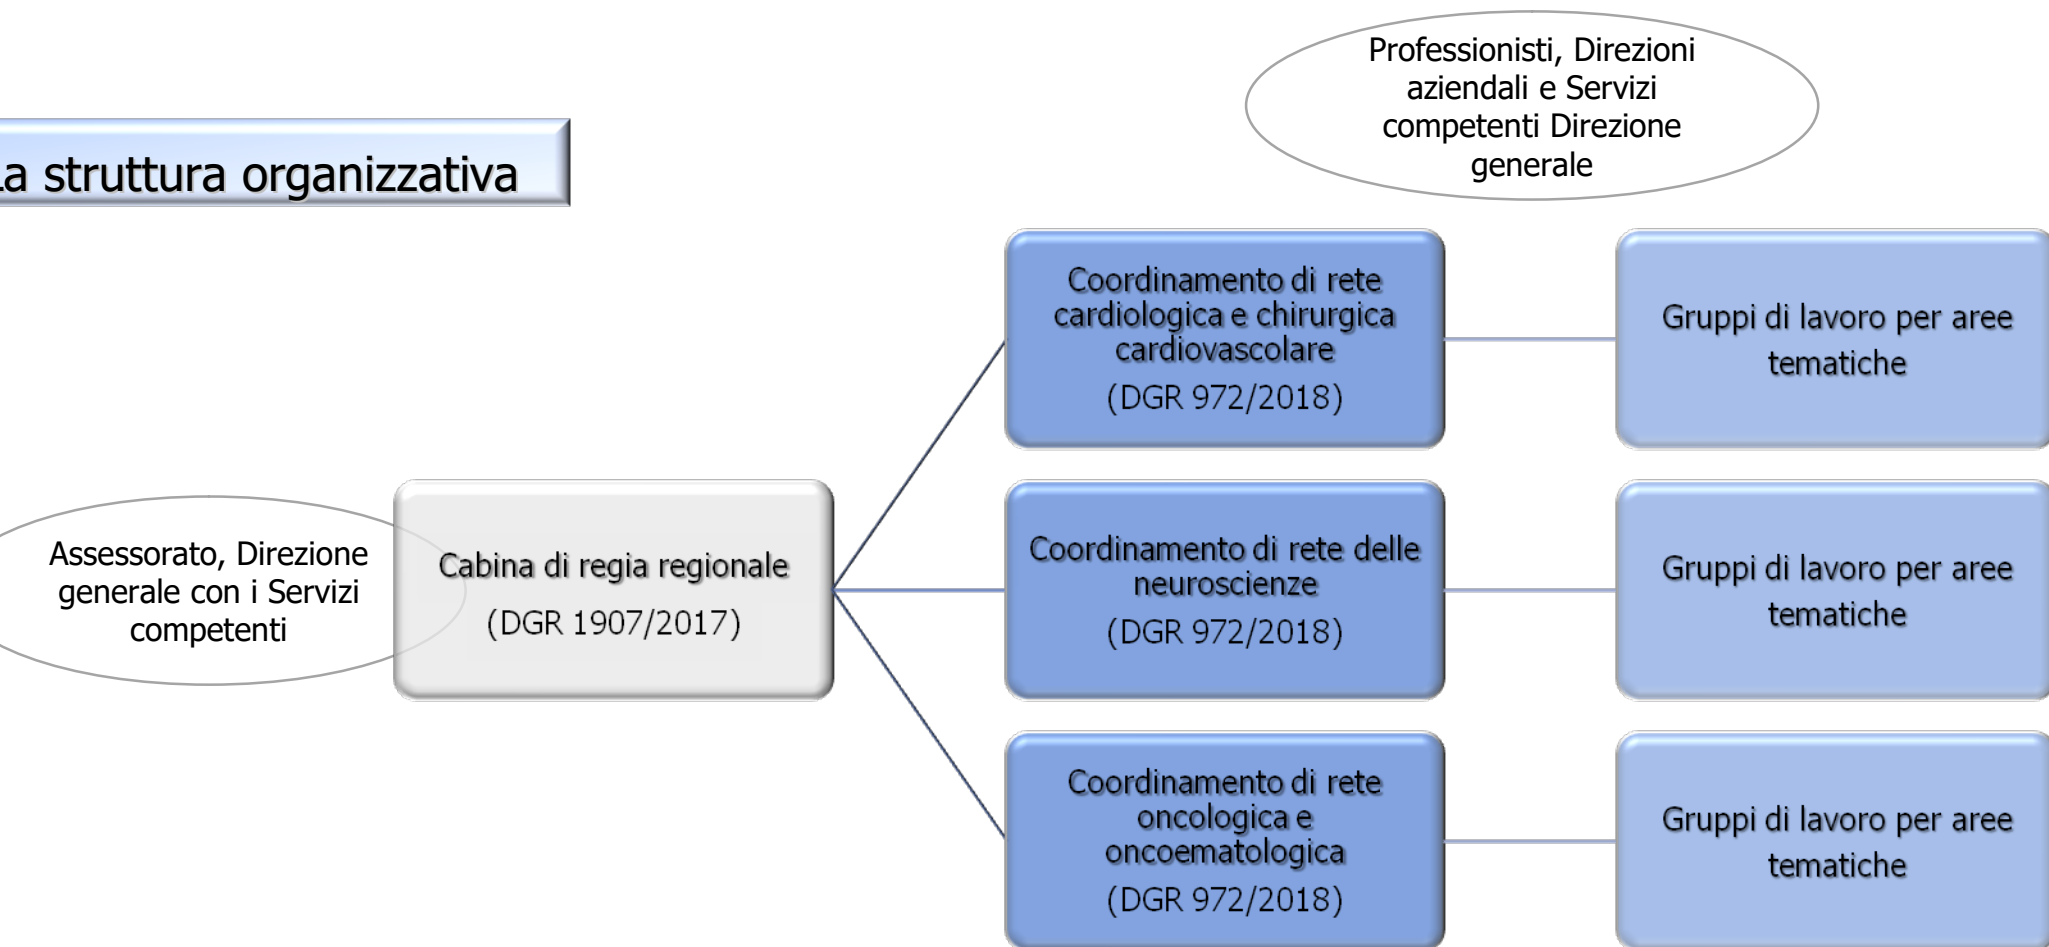 La struttura organizzativa
Professionisti, Direzioni
aziendali e Servizi
competenti Direzione
generale
Assessorato, Direzione
generale con i Servizi
competenti
Cabina di regia regionale
(DGR 1907/2017)
Coordinamento di rete
cardiologica e chirurgica
cardiovascolare
(DGR 972/2018)
Gruppi di lavoro per aree
tematiche
Coordinamento di rete delle
neuroscienze
(DGR 972/2018)
Gruppi di lavoro per aree
tematiche
Coordinamento di rete
oncologica e
oncoematologica
(DGR 972/2018)
Gruppi di lavoro per aree
tematiche